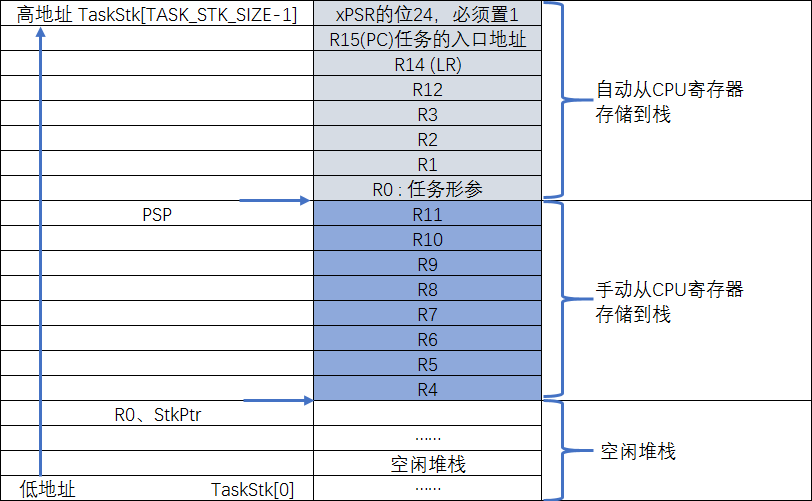 高地址 TaskStk[TASK_STK_SIZE-1]
xPSR的位24，必须置1
R15(PC)任务的入口地址
R14 (LR)
R12
R3
R2
R1
R0 : 任务形参
自动从CPU寄存器
存储到栈
PSP
R11
R10
R9
R8
R7
R6
R5
R4
手动从CPU寄存器
存储到栈
R0、StkPtr
……
空闲堆栈
……
空闲堆栈
低地址
TaskStk[0]